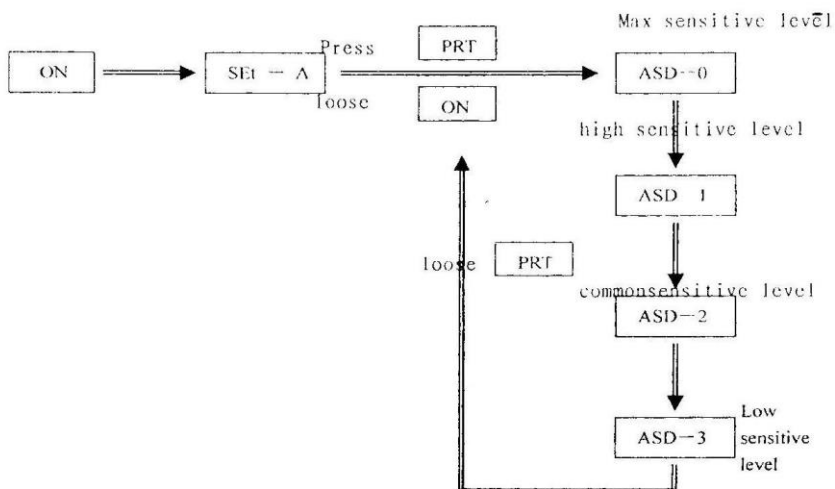 Max sensitive level
Press
PRT
ON
SEt - A
ASD-0
loose
ON
high sensitive level
ASD-1
loose
PRT
commonsensitive level
ASD-2
ASD-3
Low
sensitive
level